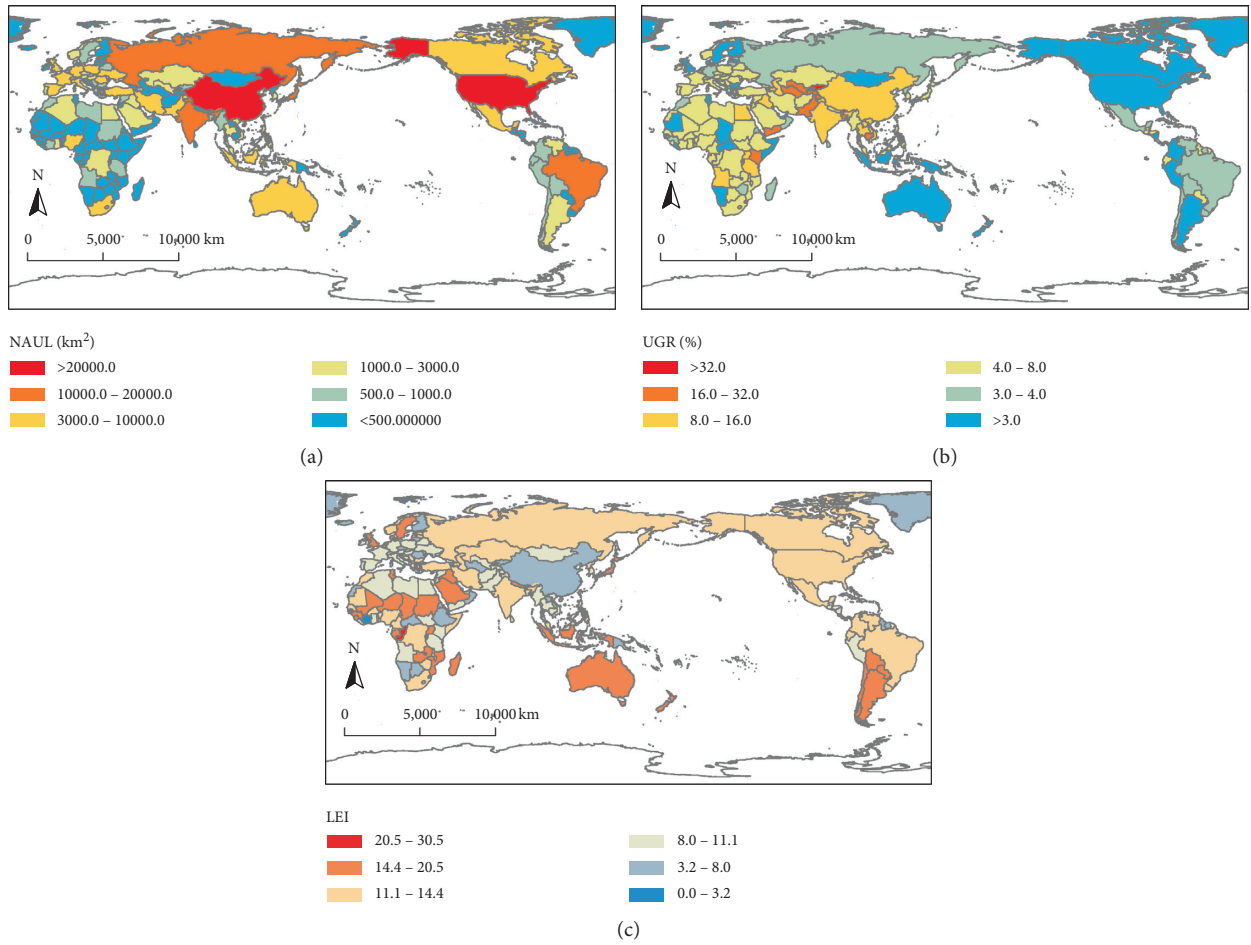 N
0 5,000 10,000 km
NAUL (km²)
>20000.0
10000.0 – 20000.0
3000.0 – 10000.0
1000.0 – 3000.0
500.0 – 1000.0
<500.000000
(a)
N
0 5,000 10,000 km
UGR (%)
>32.0
16.0 – 32.0
8.0 – 16.0
4.0 – 8.0
3.0 – 4.0
>3.0
(b)
N
0 5,000 10,000 km
LEI
20.5 – 30.5
14.4 – 20.5
11.1 – 14.4
8.0 – 11.1
3.2 – 8.0
0.0 – 3.2
(c)